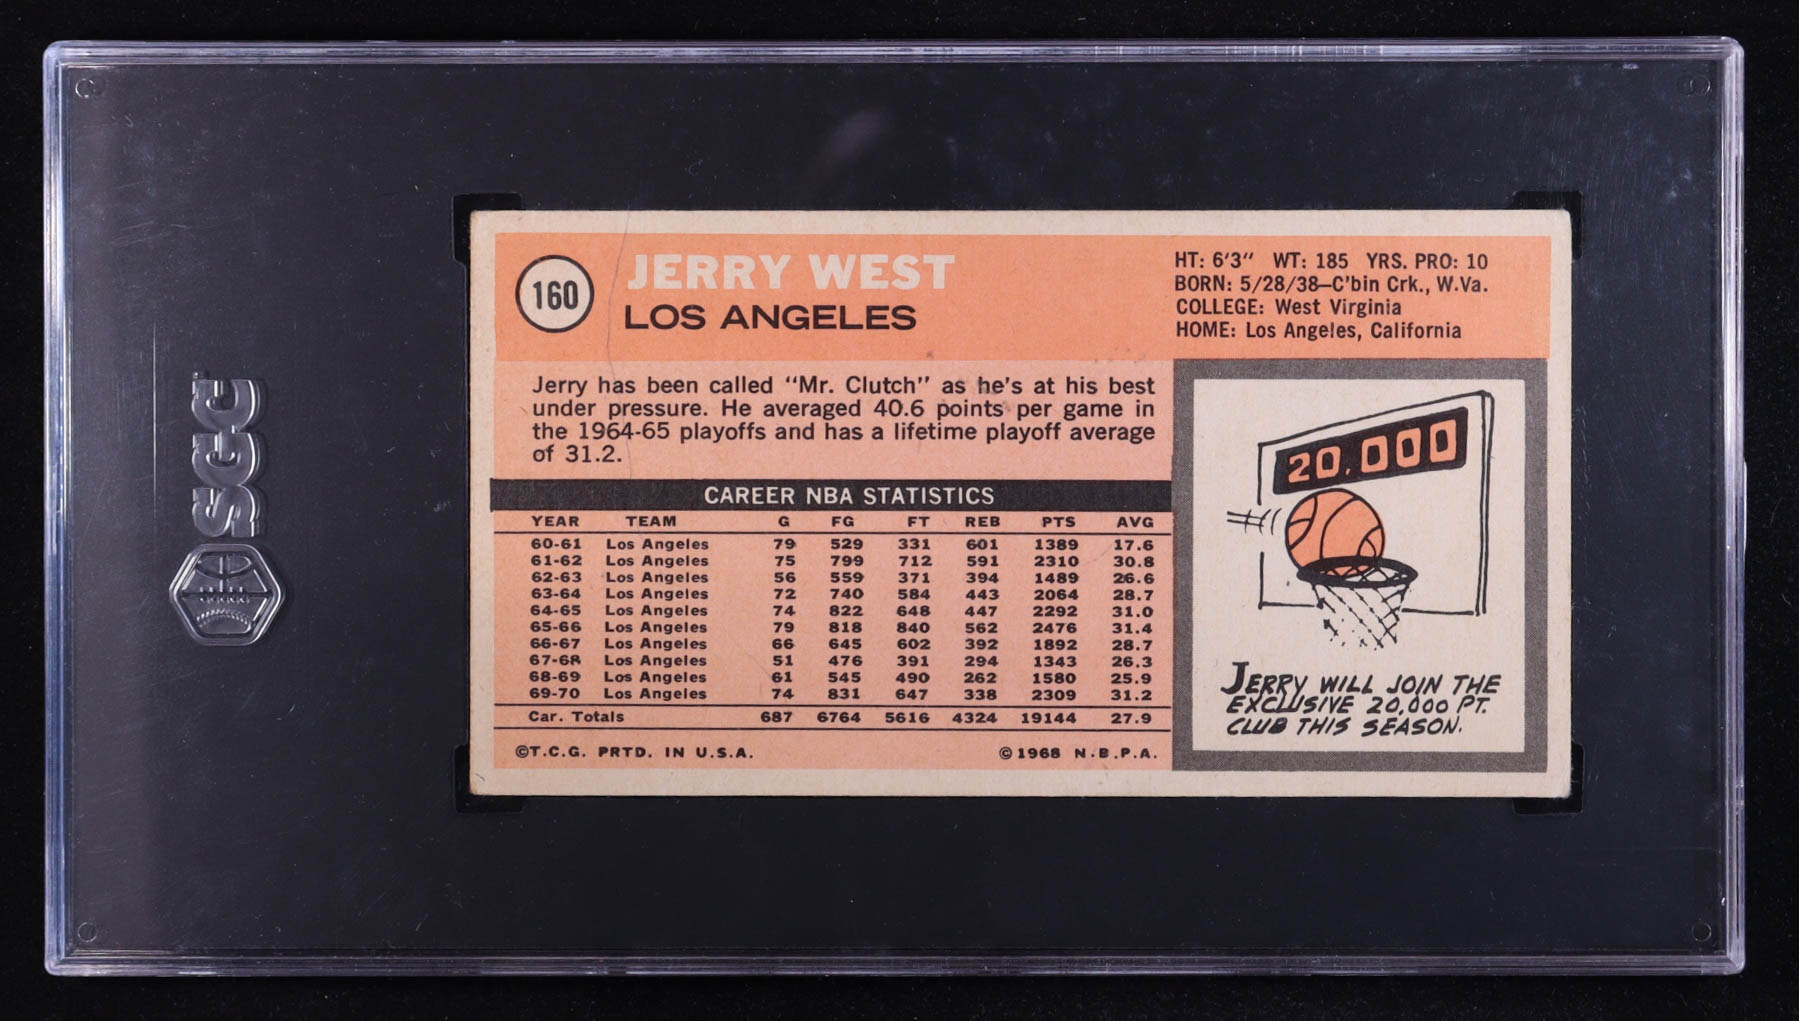 SGC
160
JERRY WEST
LOS ANGELES
HT: 6'3" WT: 185 YRS. PRO: 10
BORN: 5/28/38—C'bin Crk., W.Va.
COLLEGE: West Virginia
HOME: Los Angeles, California
Jerry has been called "Mr. Clutch" as he's at his best
under pressure. He averaged 40.6 points per game in
the 1964-65 playoffs and has a lifetime playoff average
of 31.2.
CAREER NBA STATISTICS
YEAR TEAM G FG FT REB PTS AVG
60-61 Los Angeles 79 529 331 601 1389 17.6
61-62 Los Angeles 75 799 712 591 2310 30.8
62-63 Los Angeles 56 559 371 394 1489 26.6
63-64 Los Angeles 72 740 584 443 2064 28.7
64-65 Los Angeles 74 822 648 447 2292 31.0
65-66 Los Angeles 79 818 840 562 2476 31.4
66-67 Los Angeles 66 645 602 392 1892 28.7
67-68 Los Angeles 51 476 391 294 1343 26.3
68-69 Los Angeles 61 545 490 262 1580 25.9
69-70 Los Angeles 74 831 647 338 2309 31.2
Car. Totals 687 6764 5616 4324 19144 27.9
©T.C.G. PRTD. IN U.S.A. ©1968 N.B.P.A.
20,000
JERRY WILL JOIN THE
EXCLUSIVE 20,000 PT.
CLUB THIS SEASON.